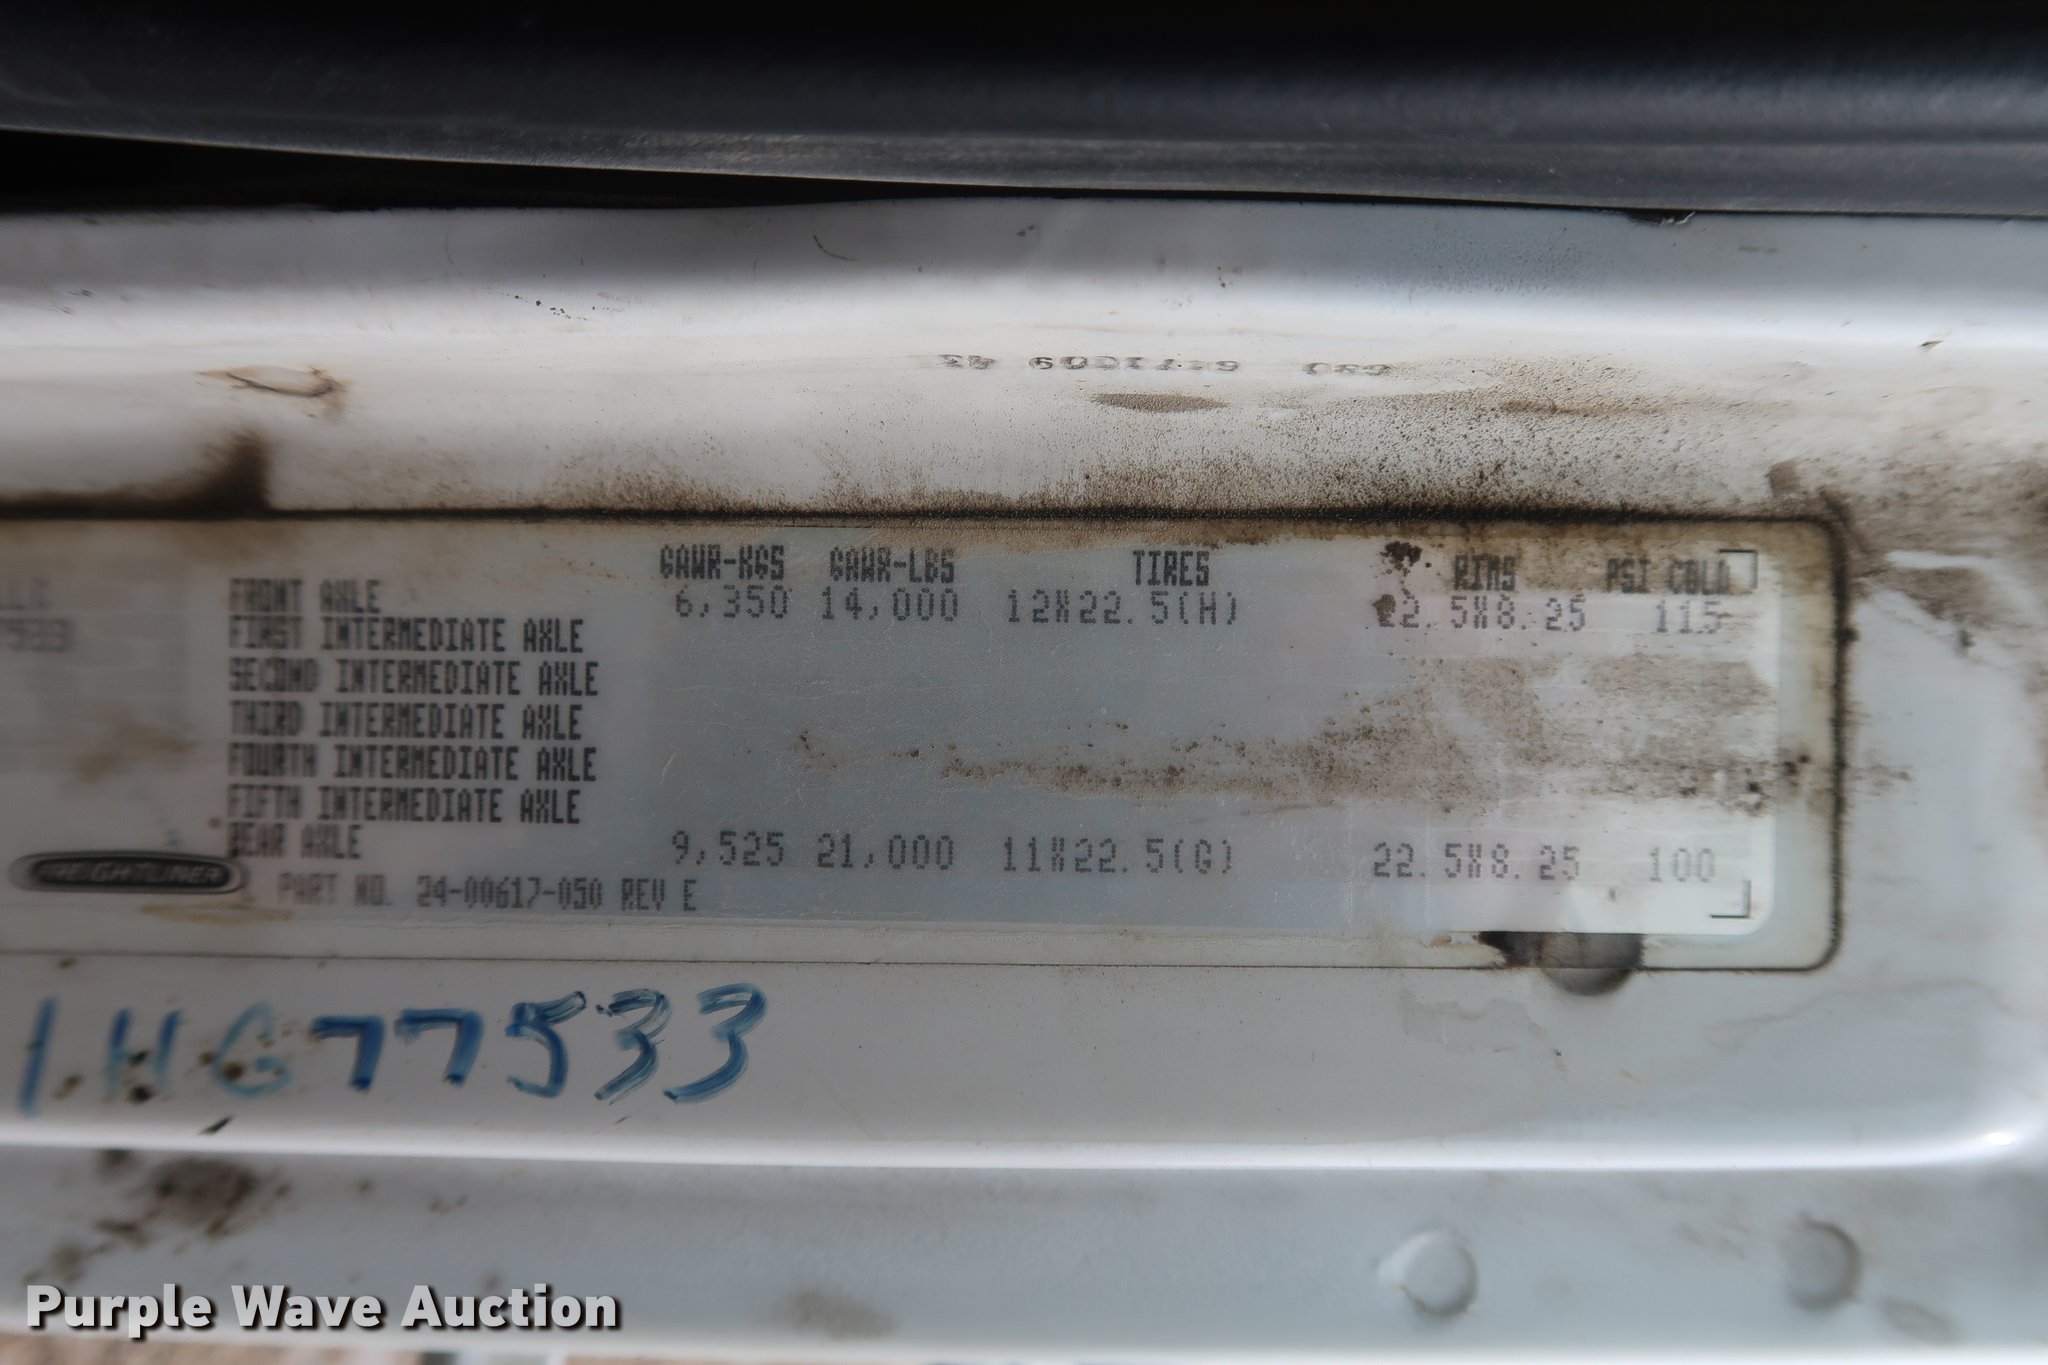 GAWR-KGS GAWR-LBS TIRES RIMS PSI COLD
FRONT AXLE 6,350 14,000 12X22.5(H) 22.5X8.25 115
FIRST INTERMEDIATE AXLE
7533
SECOND INTERMEDIATE AXLE
THIRD INTERMEDIATE AXLE
FOURTH INTERMEDIATE AXLE
FIFTH INTERMEDIATE AXLE
REAR AXLE 9,525 21,000 11X22.5(G) 22.5X8.25 100
FREIGHTLINER
PART NO. 24-00617-050 REV E
1HG77533
Purple Wave Auction